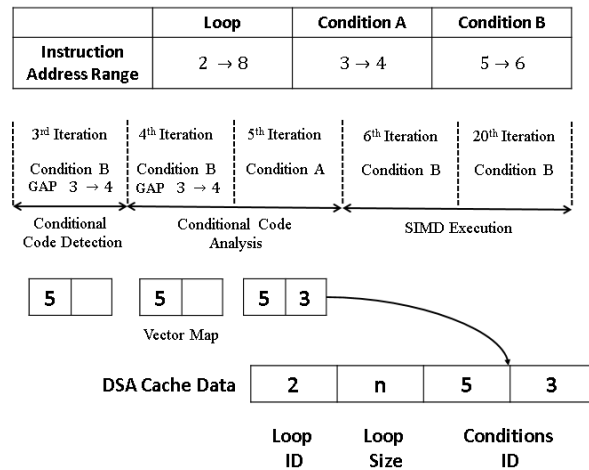 Loop Condition A Condition B
Instruction
Address Range
2 → 8 3 → 4 5 → 6
3rd Iteration 4th Iteration 5th Iteration 6th Iteration 20th Iteration
Condition B Condition B Condition A Condition B Condition B
GAP 3 → 4 GAP 3 → 4
Conditional
Code Detection
Conditional Code
Analysis
SIMD Execution
5 5 5 3
Vector Map
DSA Cache Data 2 n 5 3
Loop
ID
Loop
Size
Conditions
ID